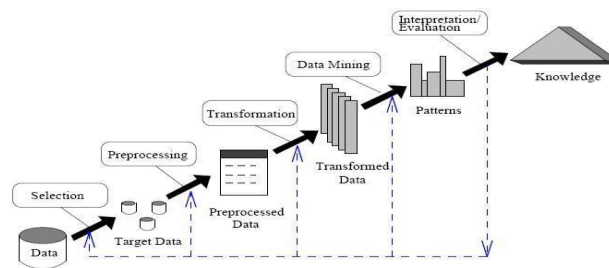 Interpretation/
Evaluation
Data Mining
Knowledge
Transformation
Patterns
Preprocessing
Transformed
Data
Selection
Preprocessed
Data
Data
Target Data